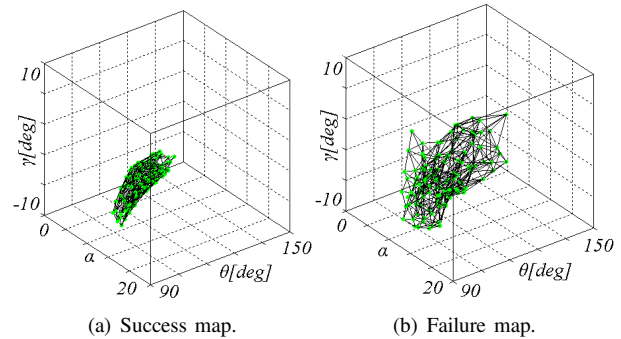 10
γ[deg]
-10
0
α
20
90
θ[deg]
150
(a) Success map.
10
γ[deg]
-10
0
α
20
90
θ[deg]
150
(b) Failure map.